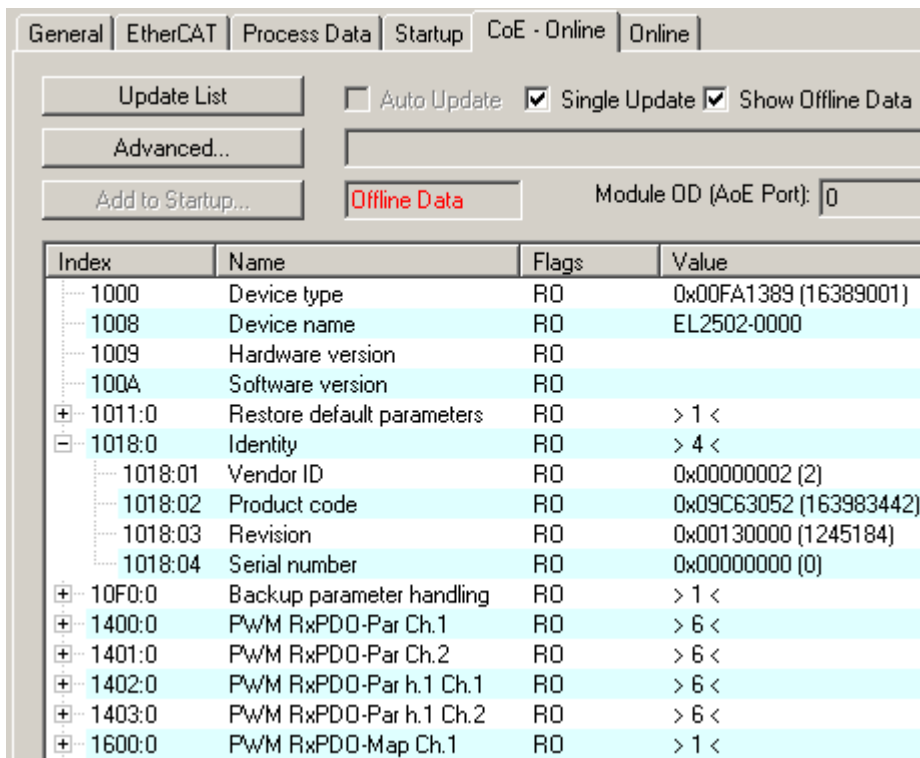 General EtherCAT Process Data Startup CoE - Online Online
Update List Auto Update Single Update Show Offline Data
Advanced...
Add to Startup... Offline Data Module OD (AoE Port): 0
Index Name Flags Value
1000 Device type RO 0x00FA1389 (16389001)
1008 Device name RO EL2502-0000
1009 Hardware version RO
100A Software version RO
1011:0 Restore default parameters RO > 1 <
1018:0 Identity RO > 4 <
1018:01 Vendor ID RO 0x00000002 (2)
1018:02 Product code RO 0x09C63052 (163983442)
1018:03 Revision RO 0x00130000 (1245184)
1018:04 Serial number RO 0x00000000 (0)
10F0:0 Backup parameter handling RO > 1 <
1400:0 PWM RxPDO-Par Ch.1 RO > 6 <
1401:0 PWM RxPDO-Par Ch.2 RO > 6 <
1402:0 PWM RxPDO-Par h.1 Ch.1 RO > 6 <
1403:0 PWM RxPDO-Par h.1 Ch.2 RO > 6 <
1600:0 PWM RxPDO-Map Ch.1 RO > 1 <